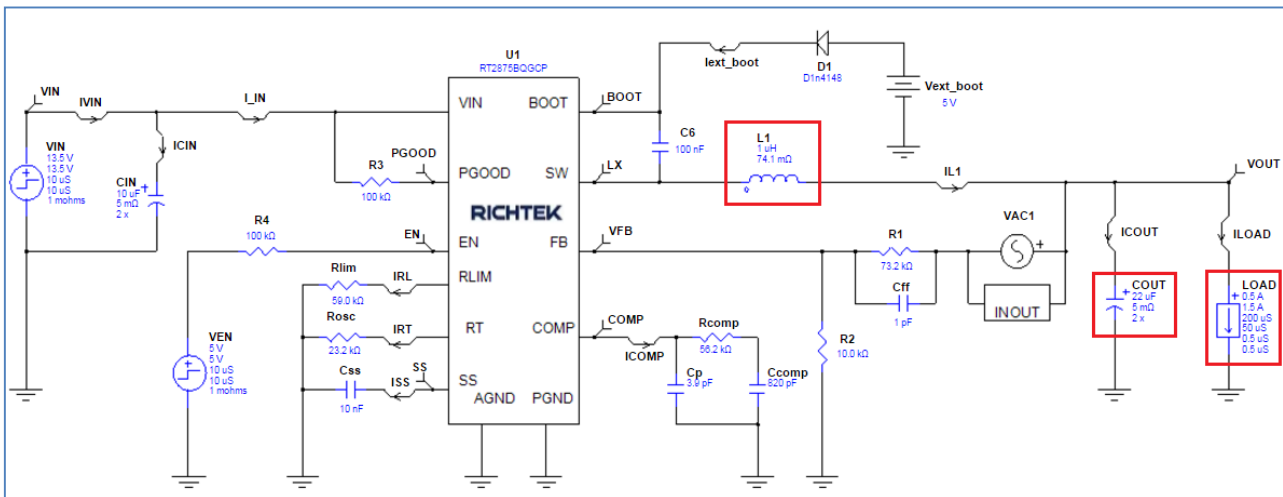 U1
RT2875BQGCP
Iext_boot
D1
D1n4148
Vext_boot
5 V
VIN
IVIN
I_IN
VIN
BOOT
BOOT
ICIN
C6
100 nF
L1
1 uH
74.1 mΩ
VIN
13.5 V
13.5 V
10 uS
10 uS
1 mohms
CIN
10 uF
5 mΩ
2 x
R3
100 kΩ
PGOOD
PGOOD
SW
LX
IL1
VOUT
RICHTEK
R4
100 kΩ
EN
EN
FB
VFB
R1
73.2 kΩ
Cff
1 pF
VAC1
INOUT
ICOUT
ILOAD
COUT
22 uF
5 mΩ
2 x
LOAD
0.5 A
1.5 A
200 uS
50 uS
0.5 uS
0.5 uS
Rlim
59.0 kΩ
IRL
RLIM
Rosc
23.2 kΩ
IRT
RT
COMP
COMP
ICOMP
Rcomp
56.2 kΩ
R2
10.0 kΩ
VEN
5 V
5 V
10 uS
10 uS
1 mohms
Css
10 nF
ISS
SS
SS
AGND
PGND
Cp
3.9 pF
Ccomp
820 pF